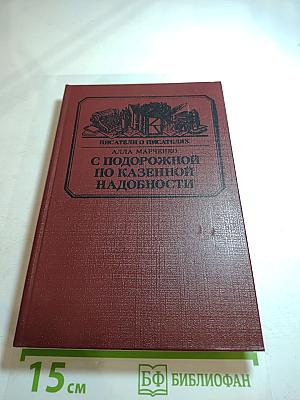 ПИСАТЕЛИ О ПИСАТЕЛЯХ
АЛЛА МАРЧЕНКО
С ПОДОРОЖНОЙ
ПО КАЗЕННОЙ
НАДОБНОСТИ
15 см
БФ БИБЛИОФАН